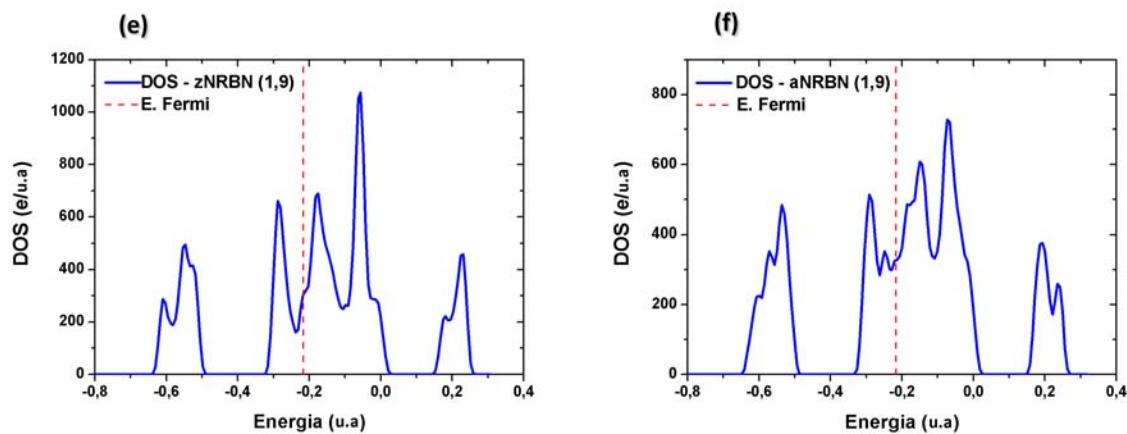 (e)
DOS - zNRBN (1,9)
E. Fermi
DOS (e/u.a)
1200
1000
800
600
400
200
0
-0,8
-0,6
-0,4
-0,2
0,0
0,2
0,4
Energia (u.a)
(f)
DOS - aNRBN (1,9)
E. Fermi
DOS (e/u.a)
800
600
400
200
0
-0,8
-0,6
-0,4
-0,2
0,0
0,2
0,4
Energia (u.a)